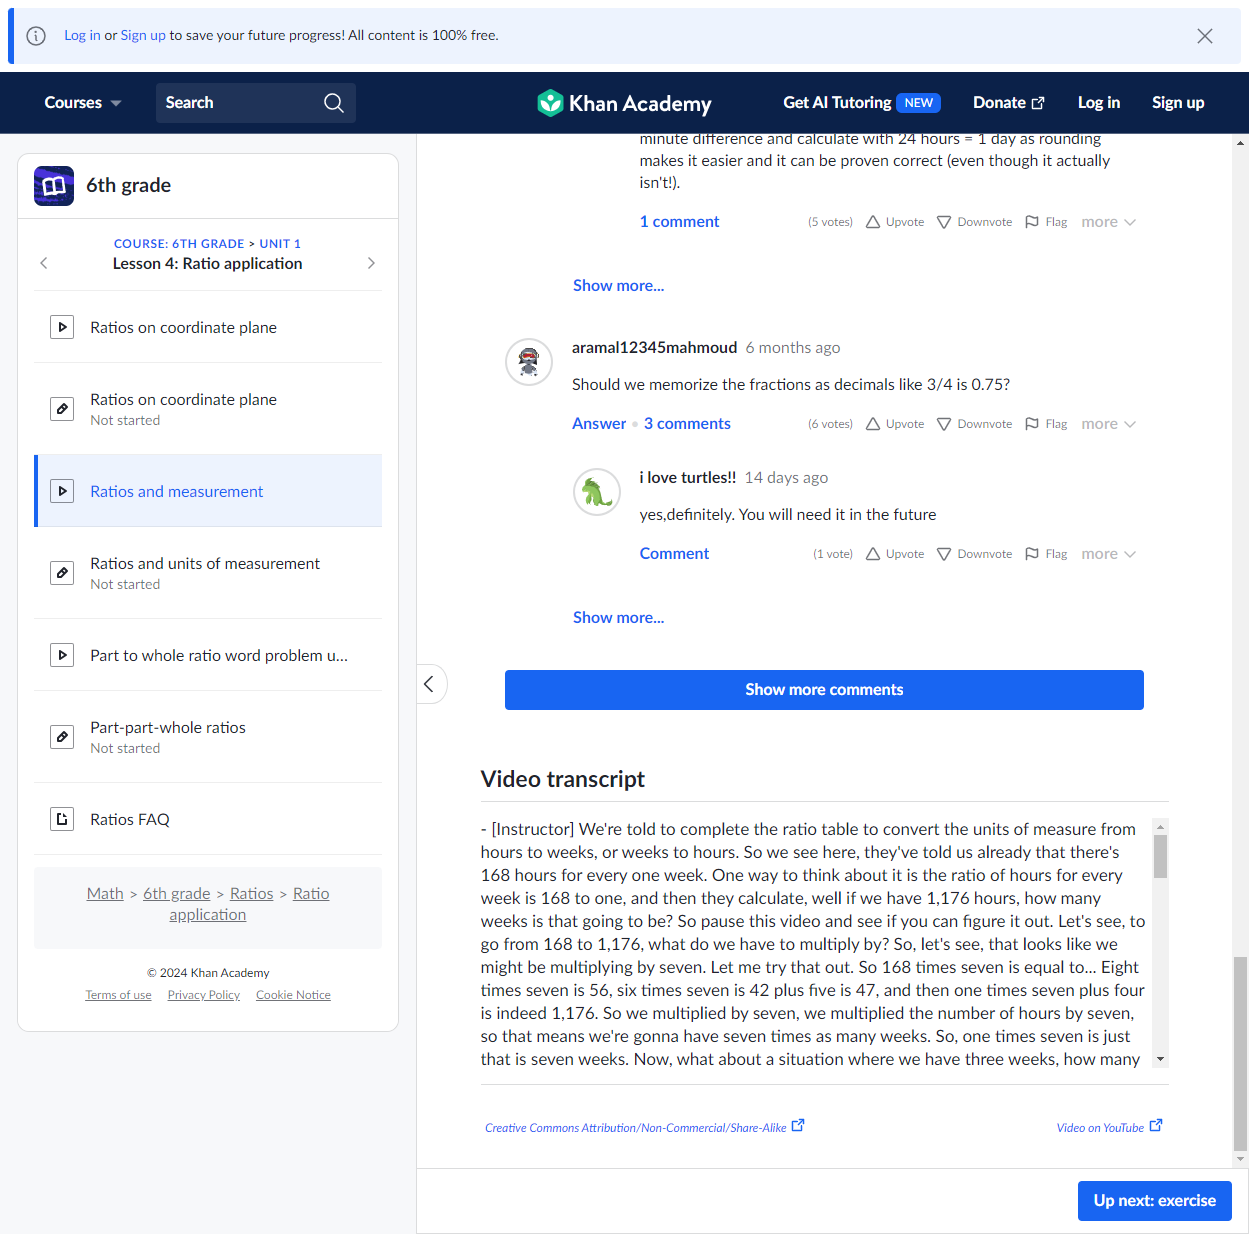 Log in or Sign up to save your future progress! All content is 100% free.
Courses
Search
Khan Academy
Get AI Tutoring NEW
Donate
Log in
Sign up
6th grade
COURSE: 6TH GRADE > UNIT 1
Lesson 4: Ratio application
Ratios on coordinate plane
Ratios on coordinate plane
Not started
Ratios and measurement
Ratios and units of measurement
Not started
Part to whole ratio word problem u...
Part-part-whole ratios
Not started
Ratios FAQ
Math > 6th grade > Ratios > Ratio
application
© 2024 Khan Academy
Terms of use Privacy Policy Cookie Notice
minute difference and calculate with 24 hours = 1 day as rounding
makes it easier and it can be proven correct (even though it actually
isn't!).
1 comment (5 votes) Upvote Downvote Flag more
Show more...
aramal12345mahmoud 6 months ago
Should we memorize the fractions as decimals like 3/4 is 0.75?
Answer • 3 comments (6 votes) Upvote Downvote Flag more
i love turtles!! 14 days ago
yes,definitely. You will need it in the future
Comment (1 vote) Upvote Downvote Flag more
Show more...
Show more comments
Video transcript
- [Instructor] We're told to complete the ratio table to convert the units of measure from
hours to weeks, or weeks to hours. So we see here, they've told us already that there's
168 hours for every one week. One way to think about it is the ratio of hours for every
week is 168 to one, and then they calculate, well if we have 1,176 hours, how many
weeks is that going to be? So pause this video and see if you can figure it out. Let's see, to
go from 168 to 1,176, what do we have to multiply by? So, let's see, that looks like we
might be multiplying by seven. Let me try that out. So 168 times seven is equal to... Eight
times seven is 56, six times seven is 42 plus five is 47, and then one times seven plus four
is indeed 1,176. So we multiplied by seven, we multiplied the number of hours by seven,
so that means we're gonna have seven times as many weeks. So, one times seven is just
that is seven weeks. Now, what about a situation where we have three weeks, how many
Creative Commons Attribution/Non-Commercial/Share-Alike
Video on YouTube
Up next: exercise